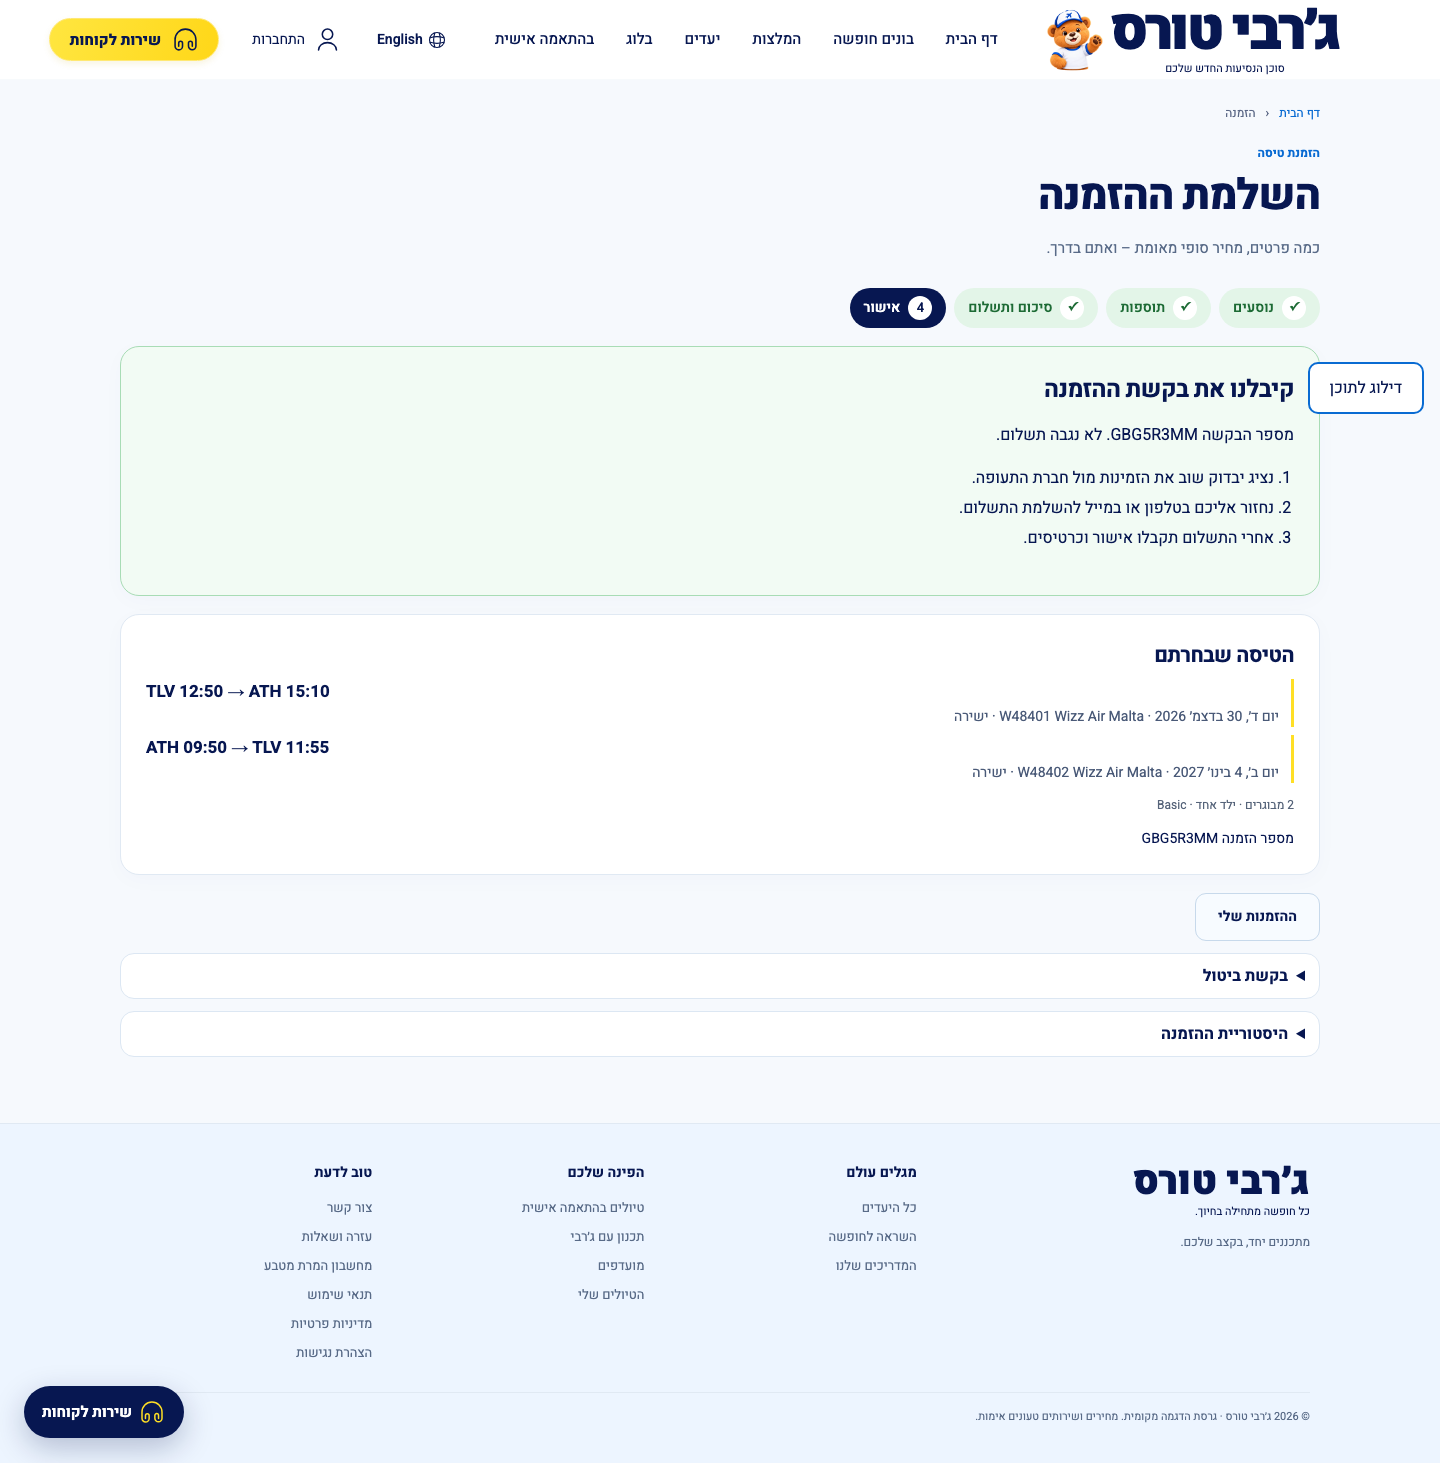 ג׳רבי טורס
סוכן הנסיעות החדש שלכם
דף הבית
בונים חופשה
המלצות
יעדים
בלוג
בהתאמה אישית
English
התחברות
שירות לקוחות
דף הבית › הזמנה
הזמנת טיסה
השלמת ההזמנה
כמה פרטים, מחיר סופי מאומת – ואתם בדרך.
✓ נוסעים
✓ תוספות
✓ סיכום ותשלום
4 אישור
דילוג לתוכן
קיבלנו את בקשת ההזמנה
מספר הבקשה GBG5R3MM. לא נגבה תשלום.
1. נציג יבדוק שוב את הזמינות מול חברת התעופה.
2. נחזור אליכם בטלפון או במייל להשלמת התשלום.
3. אחרי התשלום תקבלו אישור וכרטיסים.
הטיסה שבחרתם
TLV 12:50 → ATH 15:10
יום ד׳, 30 בדצמ׳ 2026 · W48401 Wizz Air Malta · ישירה
ATH 09:50 → TLV 11:55
יום ב׳, 4 בינו׳ 2027 · W48402 Wizz Air Malta · ישירה
2 מבוגרים · ילד אחד · Basic
מספר הזמנה GBG5R3MM
ההזמנות שלי
בקשת ביטול
היסטוריית ההזמנה
ג׳רבי טורס
כל חופשה מתחילה בחיוך.
מתכננים יחד, בקצב שלכם.
מגלים עולם
כל היעדים
השראה לחופשה
המדריכים שלנו
הפינה שלכם
טיולים בהתאמה אישית
תכנון עם ג׳רבי
מועדפים
הטיולים שלי
טוב לדעת
צור קשר
עזרה ושאלות
מחשבון המרת מטבע
תנאי שימוש
מדיניות פרטיות
הצהרת נגישות
© 2026 ג׳רבי טורס · גרסת הדגמה מקומית. מחירים ושירותים טעונים אימות.
שירות לקוחות